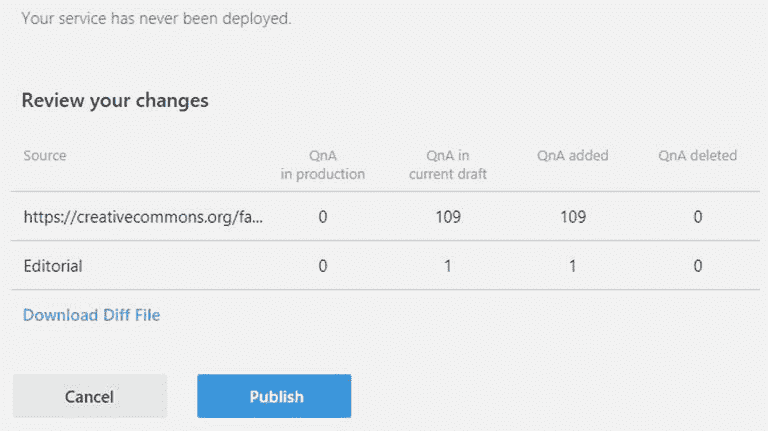 Your service has never been deployed.
Review your changes
Source QnA in production QnA in current draft QnA added QnA deleted
https://creativecommons.org/fa... 0 109 109 0
Editorial 0 1 1 0
Download Diff File
Cancel Publish